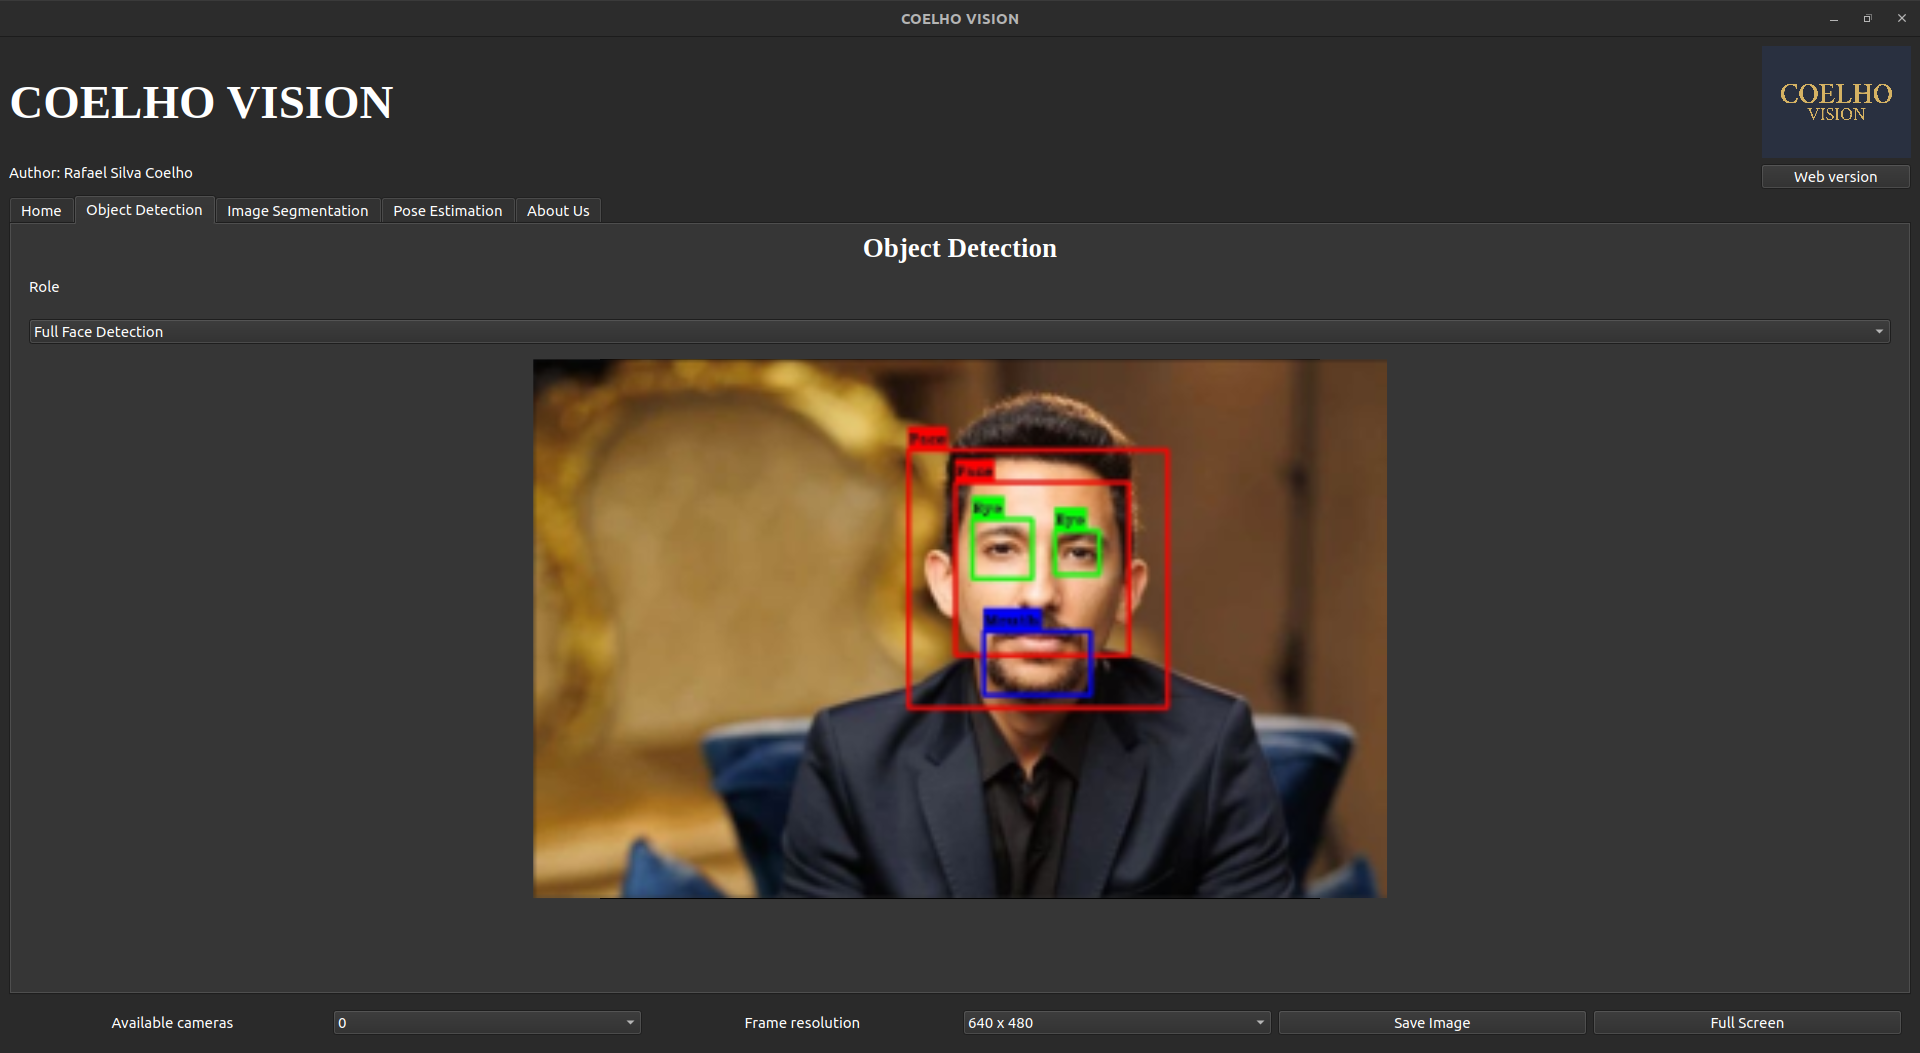 COELHO VISION
COELHO VISION
COELHO
VISION
Author: Rafael Silva Coelho
Web version
Home
Object Detection
Image Segmentation
Pose Estimation
About Us
Object Detection
Role
Full Face Detection
Face
Face
Eye
Eye
Mouth
Available cameras
0
Frame resolution
640 x 480
Save Image
Full Screen